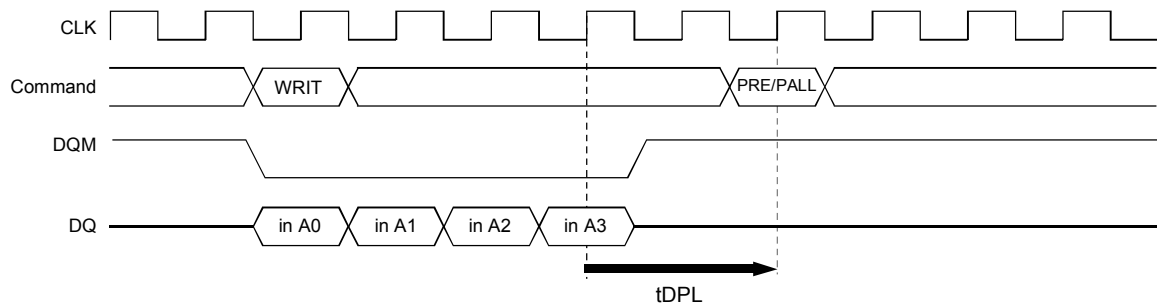 CLK
Command WRIT PRE/PALL
DQM
DQ in A0 in A1 in A2 in A3
tDPL